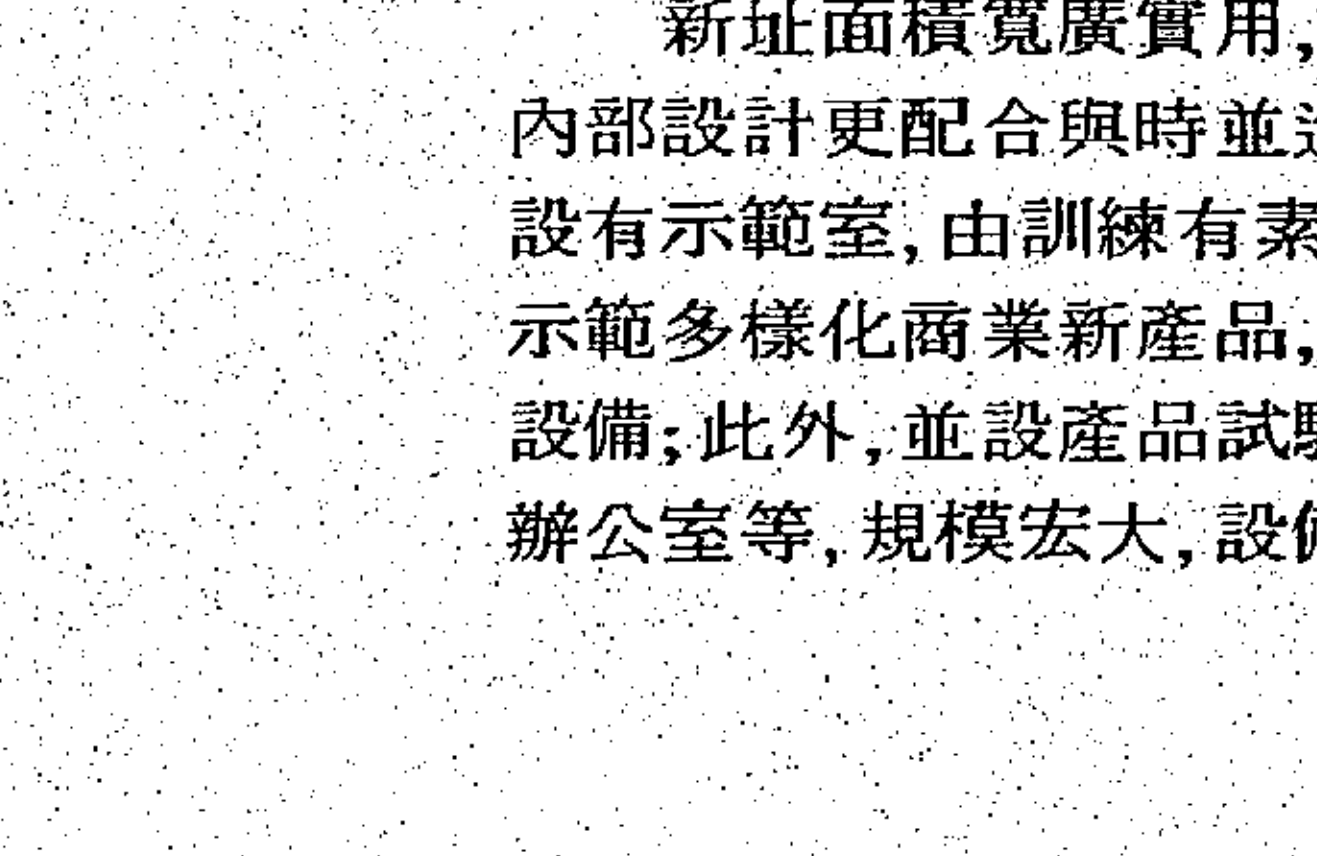 新址面積寬廣實用,
內部設計更配合與時並
設有示範室,由訓練有素
示範多樣化商業新產品,
設備;此外,並設產品試
辦公室等,規模宏大,設